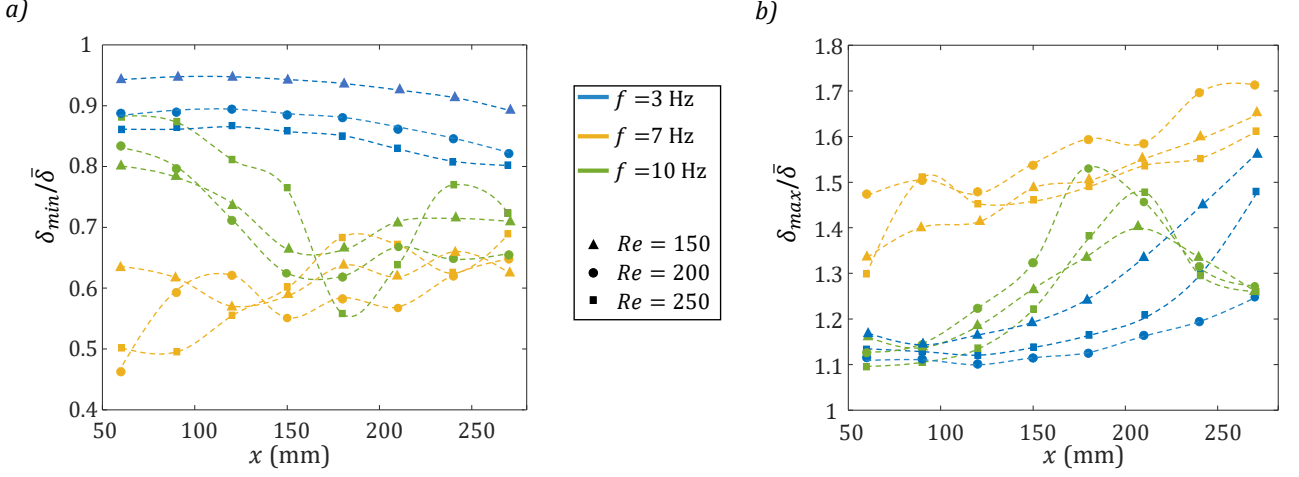 a)
1
0.9
0.8
0.7
0.6
0.5
0.4
δ_min/δ̄
50 100 150 200 250
x (mm)
f = 3 Hz
f = 7 Hz
f = 10 Hz
Re = 150
Re = 200
Re = 250
b)
1.8
1.7
1.6
1.5
1.4
1.3
1.2
1.1
1
δ_max/δ̄
50 100 150 200 250
x (mm)